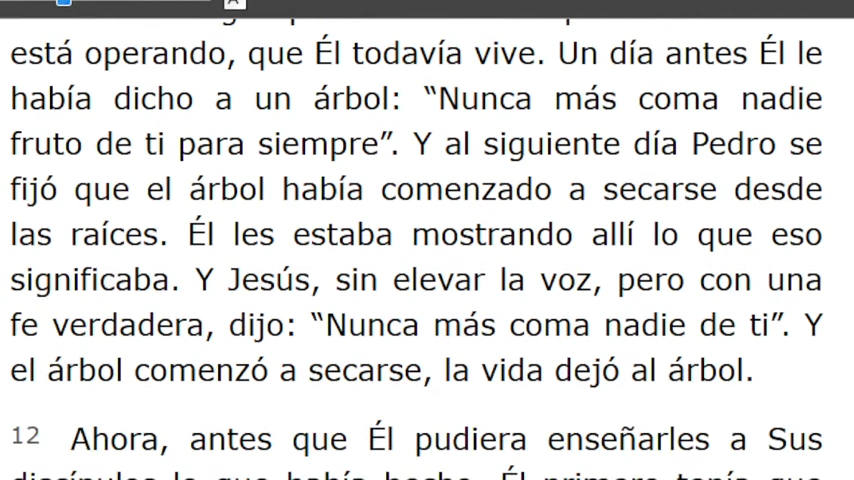 está operando, que Él todavía vive. Un día antes Él le
había dicho a un árbol: “Nunca más coma nadie
fruto de ti para siempre”. Y al siguiente día Pedro se
fijó que el árbol había comenzado a secarse desde
las raíces. Él les estaba mostrando allí lo que eso
significaba. Y Jesús, sin elevar la voz, pero con una
fe verdadera, dijo: “Nunca más coma nadie de ti”. Y
el árbol comenzó a secarse, la vida dejó al árbol.
12 Ahora, antes que Él pudiera enseñarles a Sus